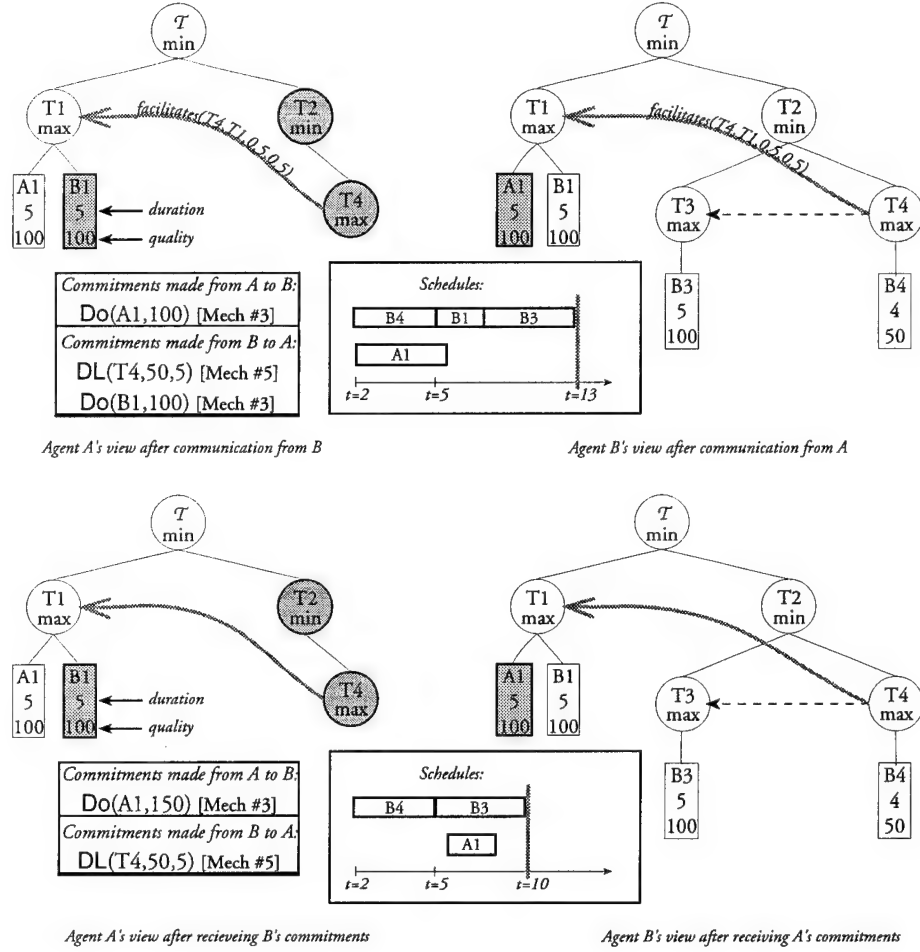 𝒯
min
T1
max
T2
min
facilitates(T4,T1,0.5,0.5)
T4
max
A1
5
100
B1
5
100
duration
quality
𝒯
min
T1
max
T2
min
facilitates(T4,T1,0.5,0.5)
A1
5
100
B1
5
100
T3
max
T4
max
B3
5
100
B4
4
50
Commitments made from A to B:
Do(A1,100) [Mech #3]
Commitments made from B to A:
DL(T4,50,5) [Mech #5]
Do(B1,100) [Mech #3]
Schedules:
B4 B1 B3
A1
t=2 t=5 t=13
Agent A's view after communication from B
Agent B's view after communication from A
𝒯
min
T1
max
T2
min
T4
max
A1
5
100
B1
5
100
duration
quality
𝒯
min
T1
max
T2
min
A1
5
100
B1
5
100
T3
max
T4
max
B3
5
100
B4
4
50
Commitments made from A to B:
Do(A1,150) [Mech #3]
Commitments made from B to A:
DL(T4,50,5) [Mech #5]
Schedules:
B4 B3
A1
t=2 t=5 t=10
Agent A's view after recieveing B's commitments
Agent B's view after receiving A's commitments